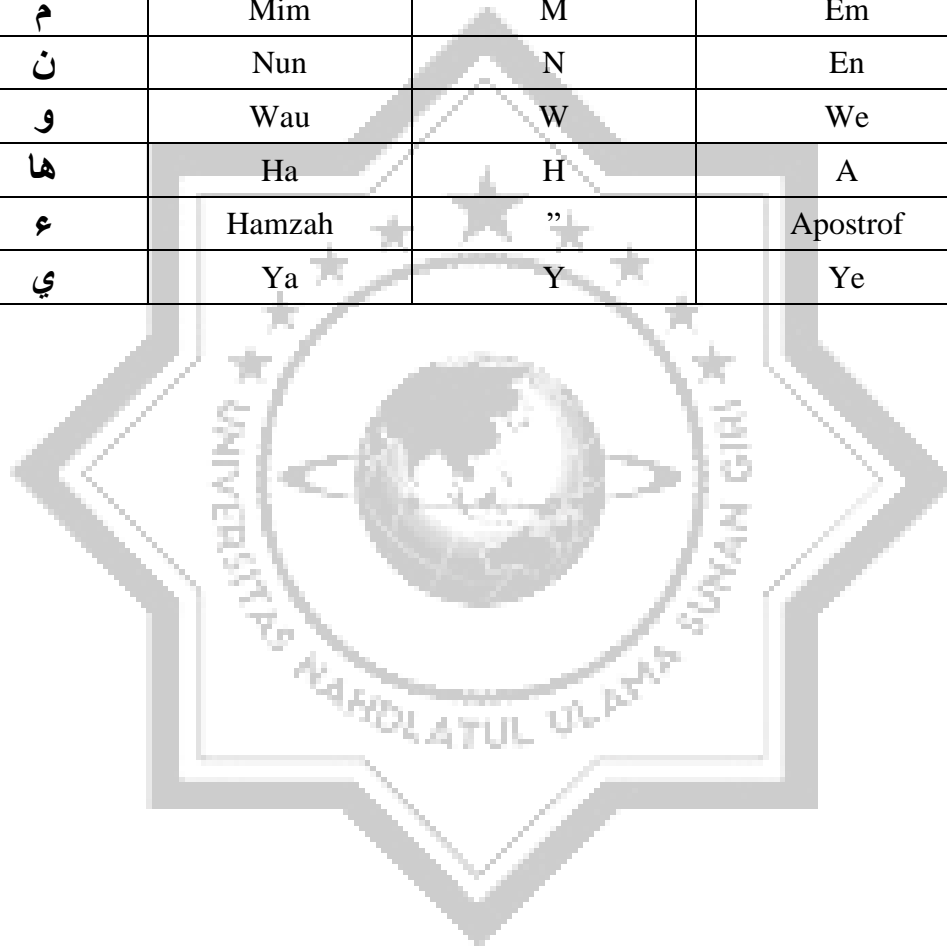 م Mim M Em
ن Nun N En
و Wau W We
ها Ha H A
ء Hamzah ” Apostrof
ي Ya Y Ye
UNIVERSITAS NAHDLATUL ULAMA SUNAN GIRI